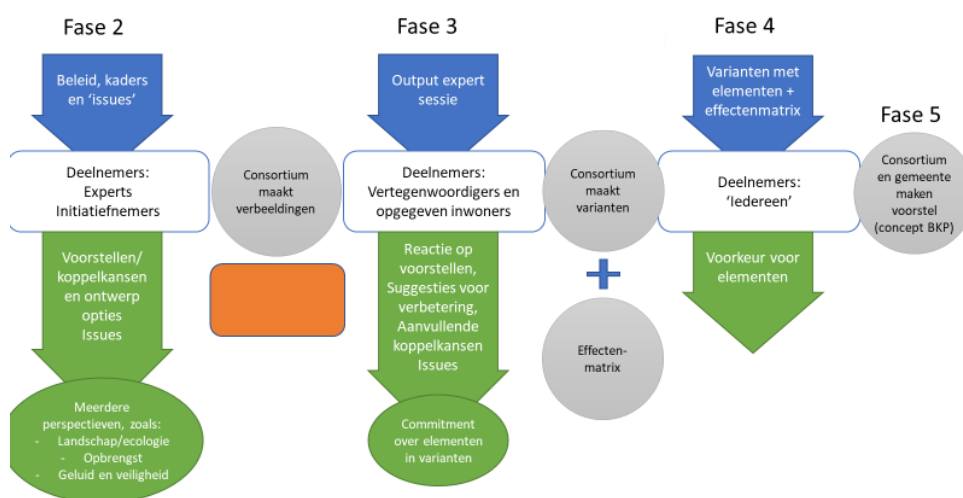 Fase 2
Beleid, kaders
en ‘issues’
Deelnemers:
Experts
Initiatiefnemers
Voorstellen/
koppelkansen
en ontwerp
opties
Issues
Meerdere
perspectieven, zoals:
- Landschap/ecologie
- Opbrengst
- Geluid en veiligheid
Consortium
maakt
verbeeldingen
Fase 3
Output expert
sessie
Deelnemers:
Vertegenwoordigers en
opgegeven inwoners
Reactie op
voorstellen,
Suggesties voor
verbetering,
Aanvullende
koppelkansen
Issues
Commitment
over elementen
in varianten
Consortium
maakt
varianten
+
Effecten-
matrix
Fase 4
Varianten met
elementen +
effectenmatrix
Deelnemers:
‘Iedereen’
Voorkeur voor
elementen
Fase 5
Consortium
en gemeente
maken
voorstel
(concept BKP)